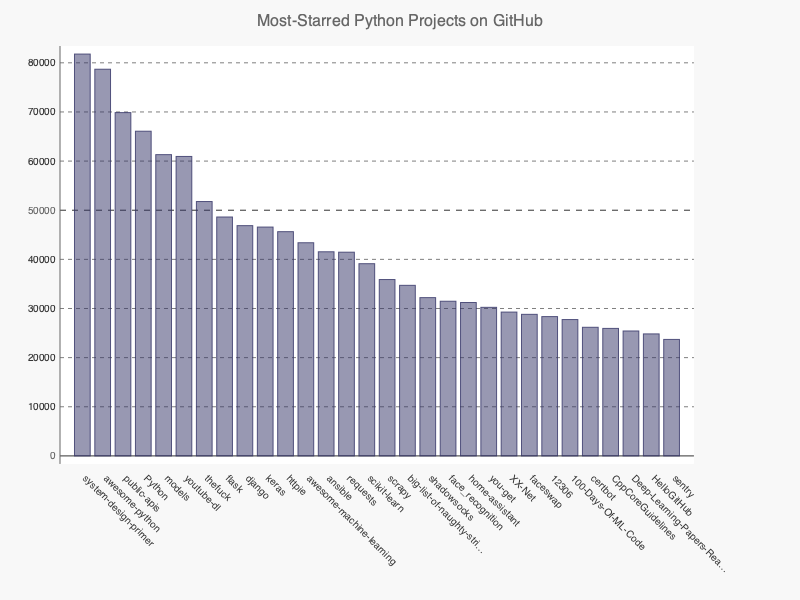 Most-Starred Python Projects on GitHub
80000
70000
60000
50000
40000
30000
20000
10000
0
system-design-primer
awesome-python
public-apis
Python
models
youtube-dl
thefuck
flask
django
keras
httpie
awesome-machine-learning
ansible
requests
scikit-learn
scrapy
big-list-of-naughty-stri...
shadowsocks
face_recognition
home-assistant
you-get
XX-Net
faceswap
12306
100-Days-Of-ML-Code
certbot
CppCoreGuidelines
Deep-Learning-Papers-Rea...
HelloGitHub
sentry